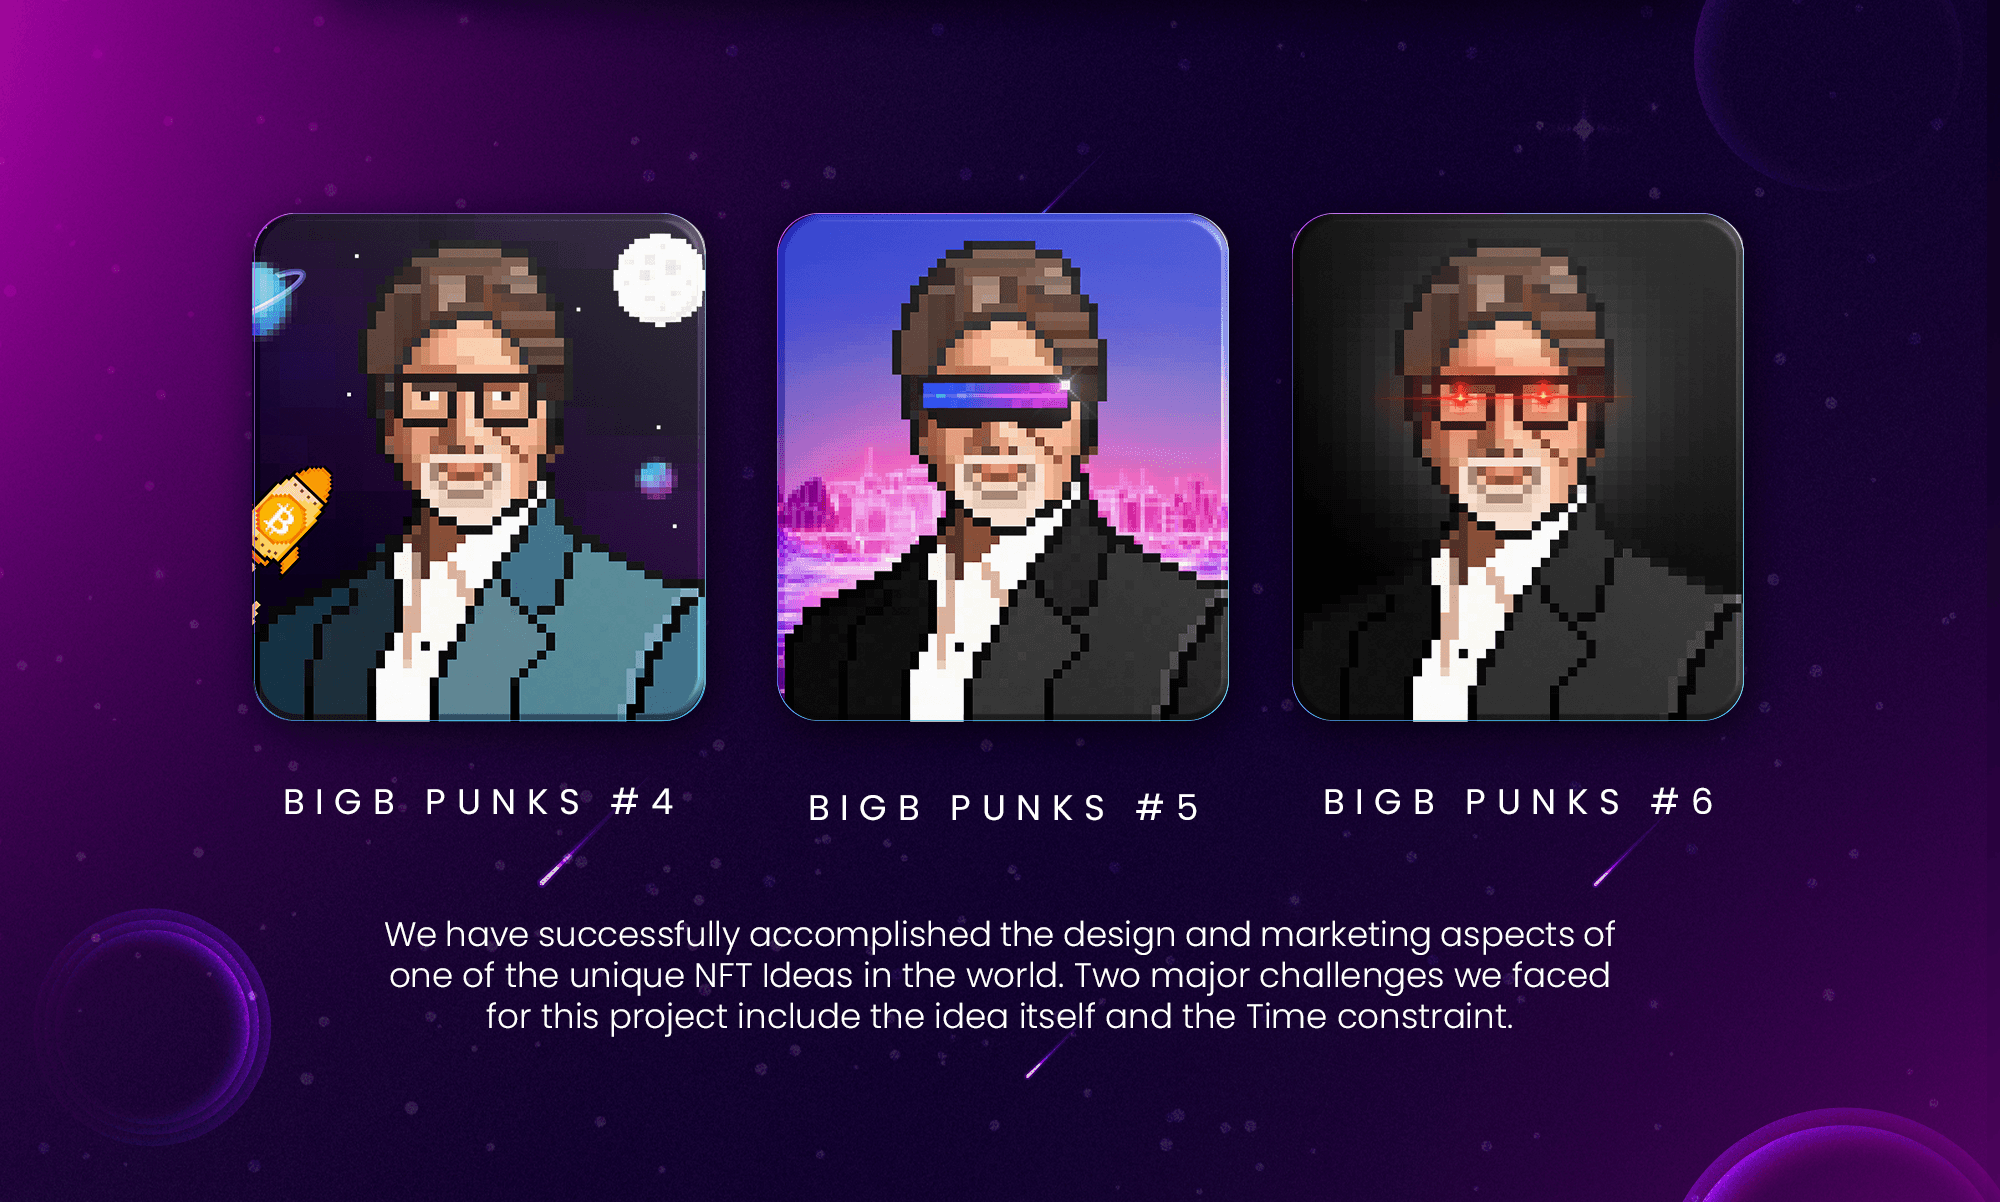 BIGB PUNKS #4
BIGB PUNKS #5
BIGB PUNKS #6
We have successfully accomplished the design and marketing aspects of
one of the unique NFT Ideas in the world. Two major challenges we faced
for this project include the idea itself and the Time constraint.